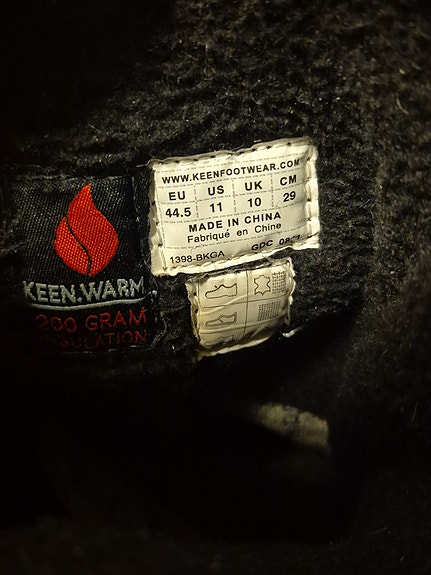 WWW.KEENFOOTWEAR.COM
EU US UK CM
44.5 11 10 29
MADE IN CHINA
Fabriqué en Chine
1398-BKGA GDC
KEEN.WARM
200 GRAM
INSULATION